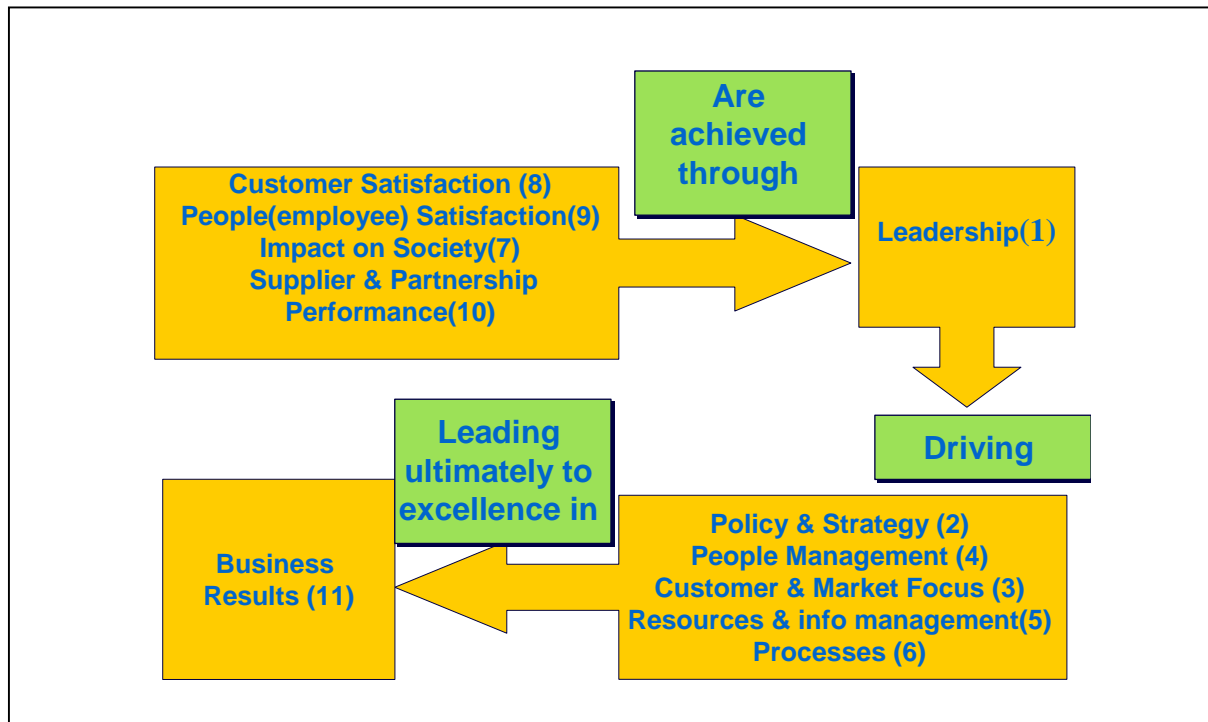 Are
achieved
through
Customer Satisfaction (8)
People(employee) Satisfaction(9)
Impact on Society(7)
Supplier & Partnership
Performance(10)
Leadership(1)
Driving
Leading
ultimately to
excellence in
Policy & Strategy (2)
People Management (4)
Customer & Market Focus (3)
Resources & info management(5)
Processes (6)
Business
Results (11)